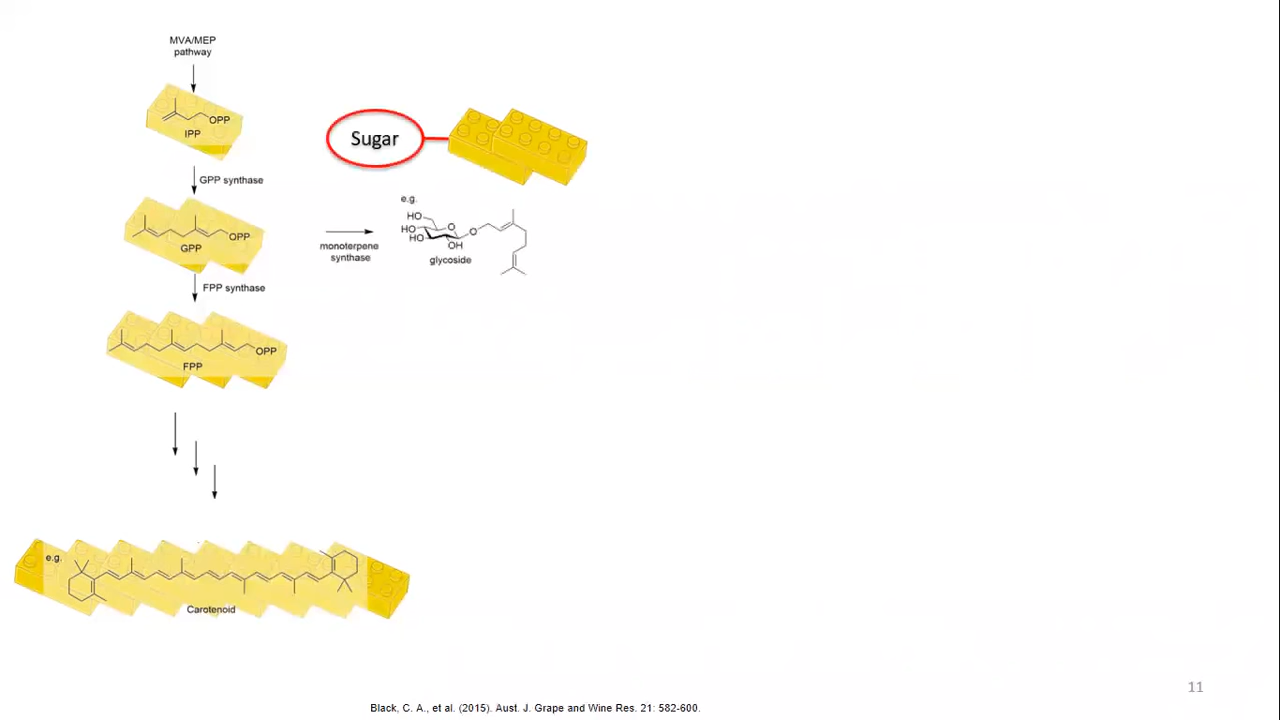 MVA/MEP
pathway
OPP
IPP
GPP synthase
OPP
GPP
FPP synthase
OPP
FPP
e.g.
Carotenoid
monoterpene
synthase
Sugar
e.g.
HO
HO
HO
O
O
OH
glycoside
11
Black, C. A., et al. (2015). Aust. J. Grape and Wine Res. 21: 582-600.